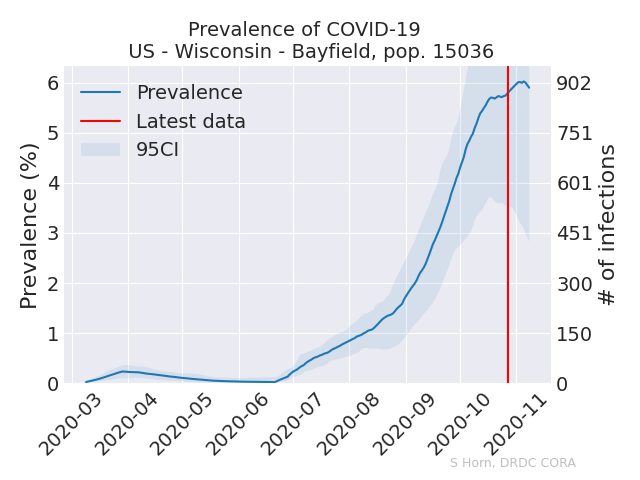 Prevalence of COVID-19
US - Wisconsin - Bayfield, pop. 15036
Prevalence
Latest data
95CI
Prevalence (%)
6
5
4
3
2
1
0
902
751
601
451
300
150
0
# of infections
2020-03
2020-04
2020-05
2020-06
2020-07
2020-08
2020-09
2020-10
2020-11
S Horn, DRDC CORA